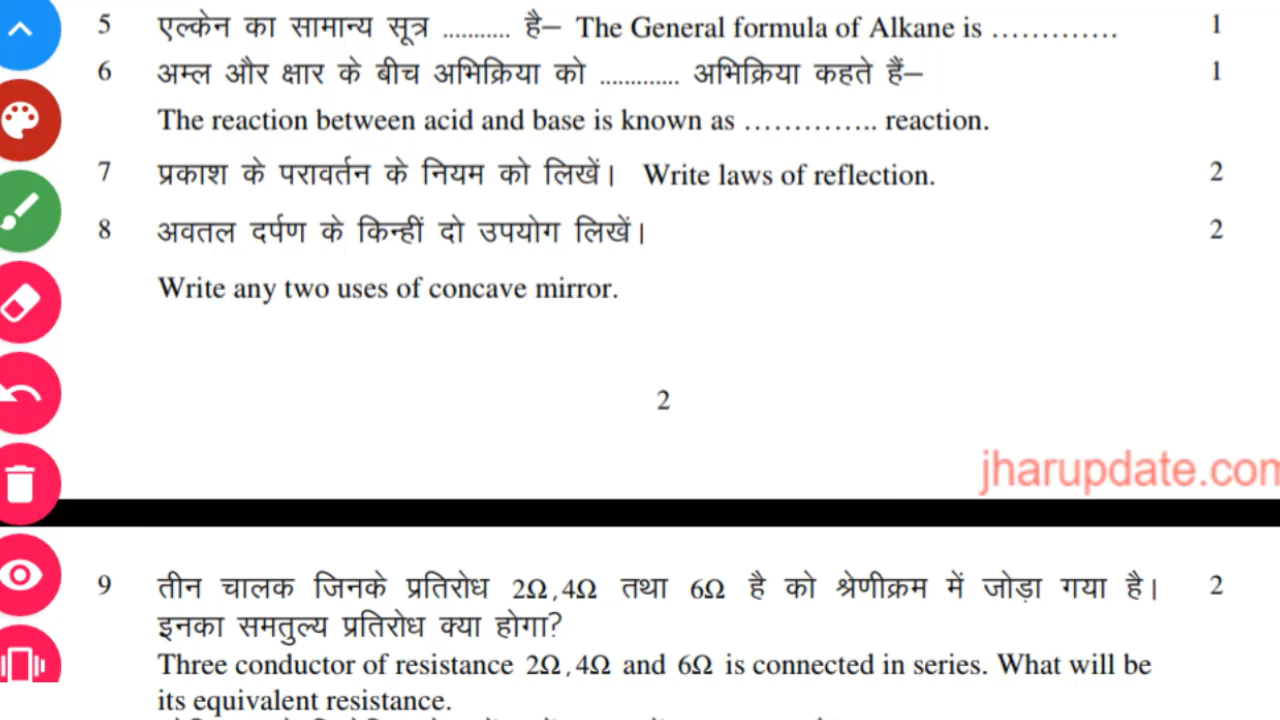 5 एल्केन का सामान्य सूत्र ........... है– The General formula of Alkane is ............. 1
6 अम्ल और क्षार के बीच अभिक्रिया को ............. अभिक्रिया कहते हैं– 1
The reaction between acid and base is known as .............. reaction.
7 प्रकाश के परावर्तन के नियम को लिखें। Write laws of reflection. 2
8 अवतल दर्पण के किन्हीं दो उपयोग लिखें। 2
Write any two uses of concave mirror.
2
jharupdate.com
9 तीन चालक जिनके प्रतिरोध 2Ω,4Ω तथा 6Ω है को श्रेणीक्रम में जोड़ा गया है। 2
इनका समतुल्य प्रतिरोध क्या होगा?
Three conductor of resistance 2Ω,4Ω and 6Ω is connected in series. What will be
its equivalent resistance.